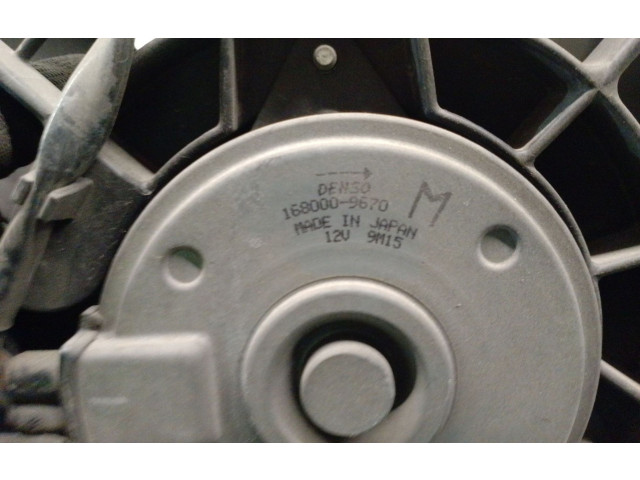 DENSO
168000-9670
M
MADE IN JAPAN
12V 9M15